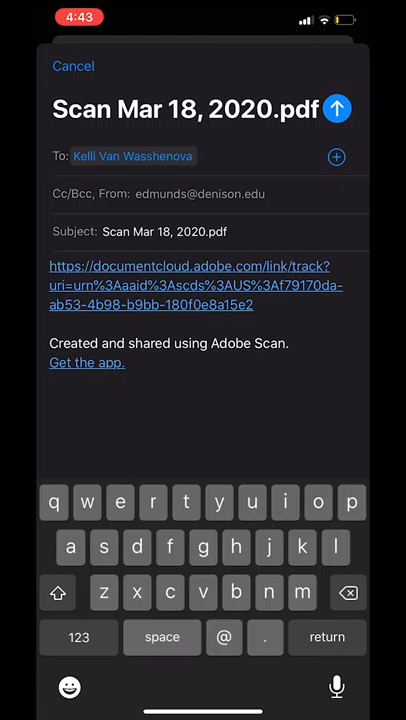 4:43
Cancel
Scan Mar 18, 2020.pdf
To: Kelli Van Wasshenova
Cc/Bcc, From: edmunds@denison.edu
Subject: Scan Mar 18, 2020.pdf
https://documentcloud.adobe.com/link/track?
uri=urn%3Aaaid%3Ascds%3AUS%3Af79170da-
ab53-4b98-b9bb-180f0e8a15e2
Created and shared using Adobe Scan.
Get the app.
q w e r t y u i o p
a s d f g h j k l
z x c v b n m
123 space @ . return